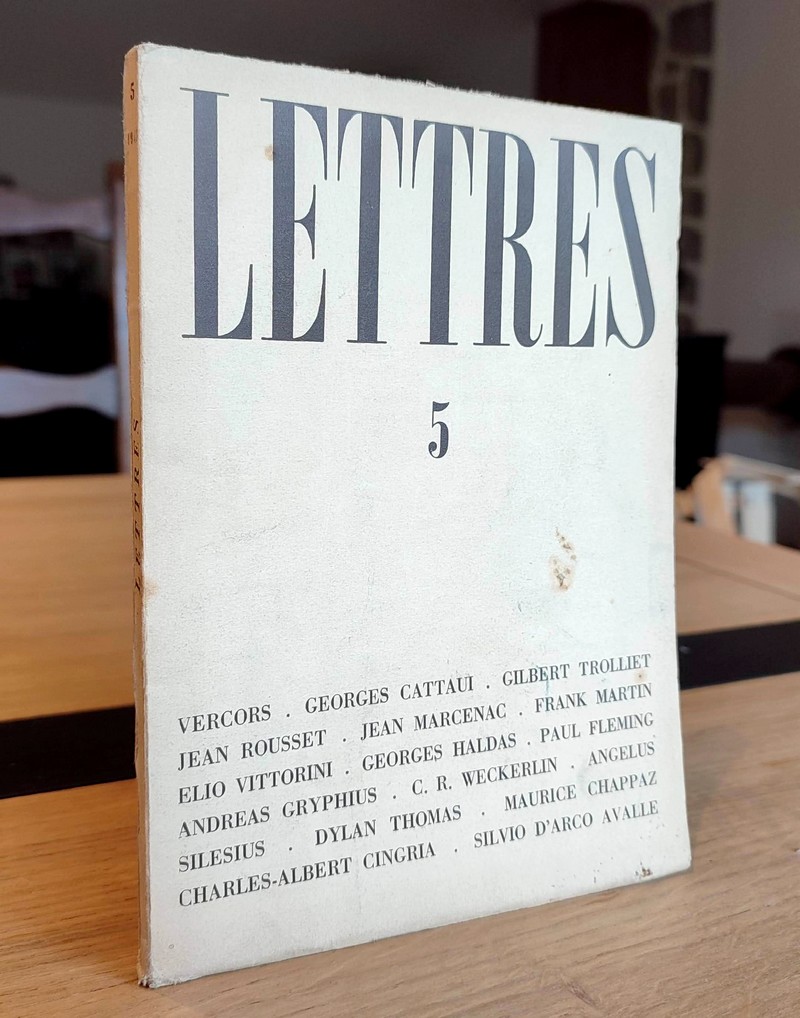 LETTRES
5
VERCORS . GEORGES CATTAUI . GILBERT TROLLIET
JEAN ROUSSET . JEAN MARCENAC . FRANK MARTIN
ELIO VITTORINI . GEORGES HALDAS . PAUL FLEMING
ANDREAS GRYPHIUS . C. R. WECKERLIN . ANGELUS
SILESIUS . DYLAN THOMAS . MAURICE CHAPPAZ
CHARLES-ALBERT CINGRIA . SILVIO D'ARCO AVALLE
5
LETTRES